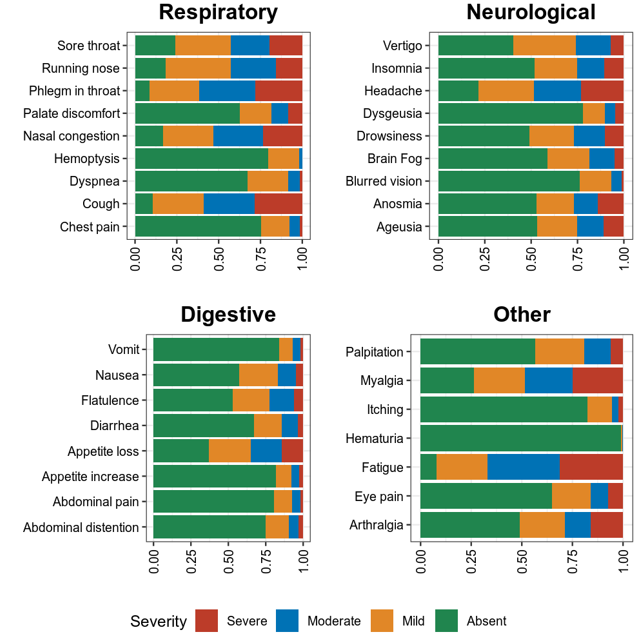 Respiratory
Sore throat
Running nose
Phlegm in throat
Palate discomfort
Nasal congestion
Hemoptysis
Dyspnea
Cough
Chest pain
0.00 0.25 0.50 0.75 1.00
Neurological
Vertigo
Insomnia
Headache
Dysgeusia
Drowsiness
Brain Fog
Blurred vision
Anosmia
Ageusia
0.00 0.25 0.50 0.75 1.00
Digestive
Vomit
Nausea
Flatulence
Diarrhea
Appetite loss
Appetite increase
Abdominal pain
Abdominal distention
0.00 0.25 0.50 0.75 1.00
Other
Palpitation
Myalgia
Itching
Hematuria
Fatigue
Eye pain
Arthralgia
0.00 0.25 0.50 0.75 1.00
Severity Severe Moderate Mild Absent